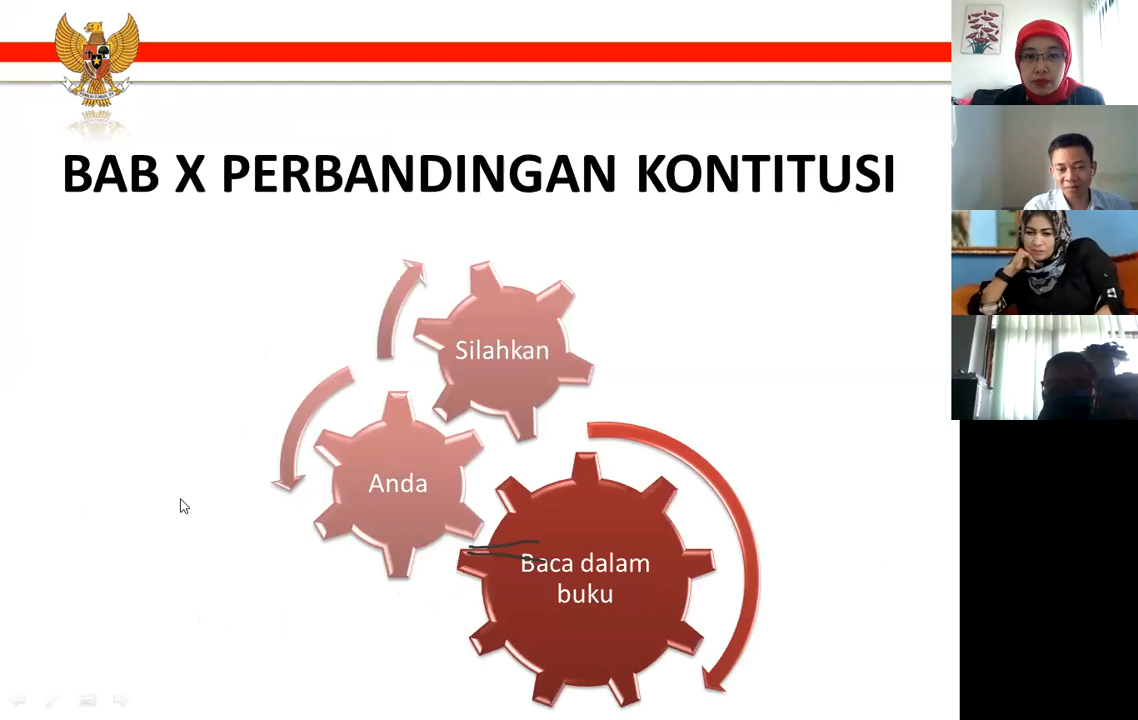 BAB X PERBANDINGAN KONTITUSI
Silahkan
Anda
Baca dalam
buku